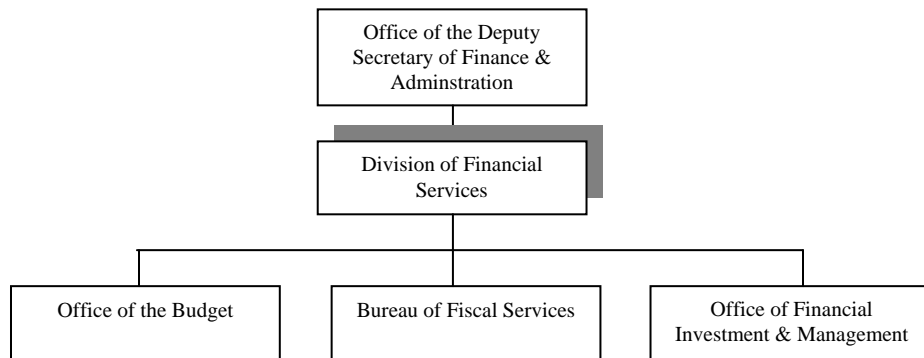 Office of the Deputy
Secretary of Finance &
Adminstration
Division of Financial
Services
Office of the Budget
Bureau of Fiscal Services
Office of Financial
Investment & Management